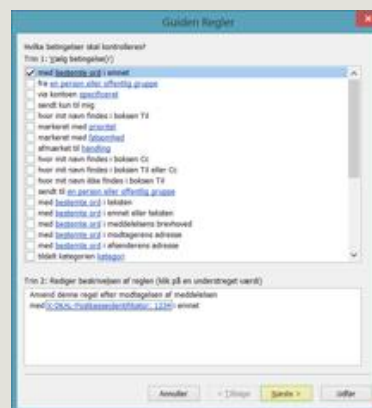 Guiden Regler
Hvilke betingelser skal kontrolleres?
Trin 1: Vælg betingelse(r)
med bestemte ord i emnet
fra en person eller offentlig gruppe
via kontoen specificeret
sendt kun til mig
hvor mit navn findes i boksen Til
markeret med prioritet
markeret med følsomhed
afmærket til handling
hvor mit navn findes i boksen Cc
hvor mit navn findes i boksen Til eller Cc
hvor mit navn ikke findes i boksen Til
sendt til en person eller offentlig gruppe
med bestemte ord i teksten
med bestemte ord i emnet eller teksten
med bestemte ord i meddelelsens brevhoved
med bestemte ord i modtagerens adresse
med bestemte ord i afsenderens adresse
tildelt kategorien kategori
Trin 2: Rediger beskrivelsen af reglen (klik på en understreget værdi)
Anvend denne regel efter modtagelsen af meddelelsen
med X-DKAL-Postkasseidentifikator: 1234 i emnet
Annuller
< Tilbage
Næste >
Udfør